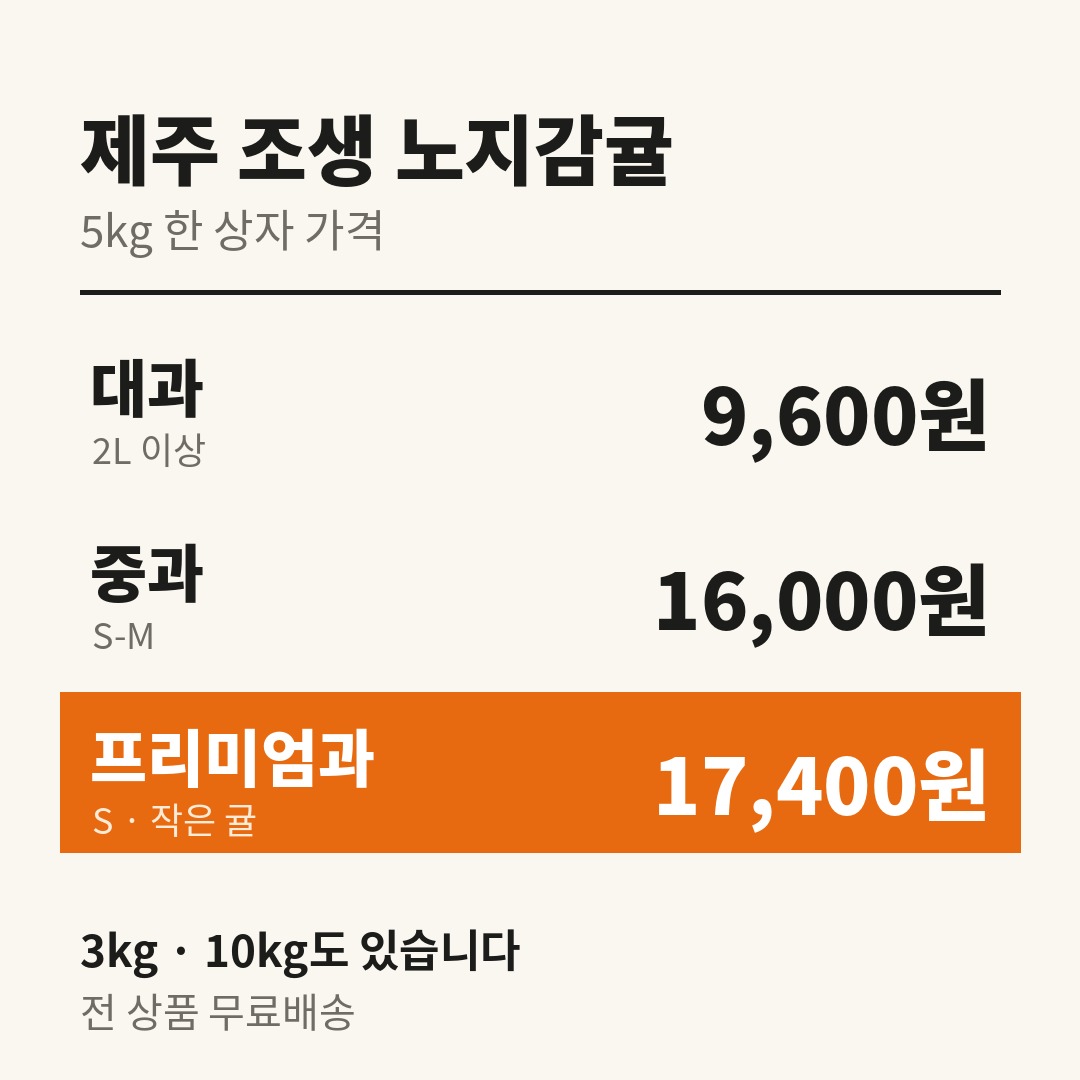 제주 조생 노지감귤
5kg 한 상자 가격
대과
2L 이상
9,600원
중과
S-M
16,000원
프리미엄과
S · 작은 귤
17,400원
3kg · 10kg도 있습니다
전 상품 무료배송